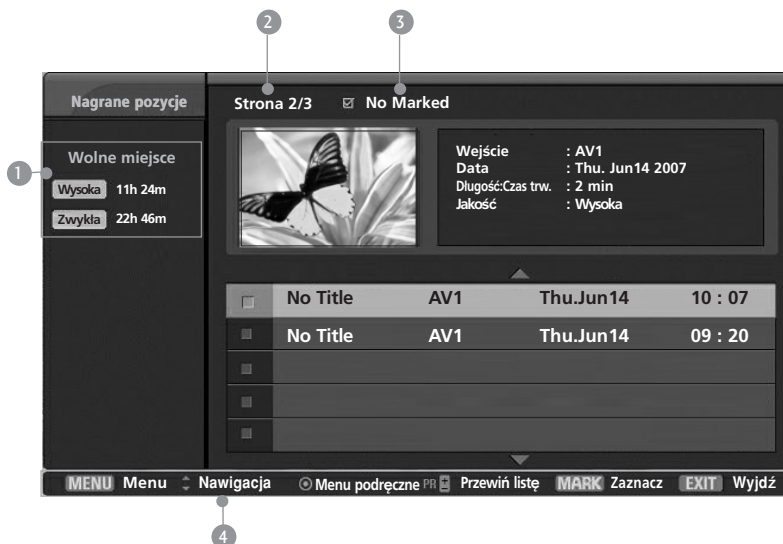 2 3
Nagrane pozycje Strona 2/3 No Marked
1
Wolne miejsce
Wysoka 11h 24m
Zwykła 22h 46m
Wejście : AV1
Data : Thu. Jun14 2007
Długość:Czas trw. : 2 min
Jakość : Wysoka
No Title AV1 Thu.Jun14 10 : 07
No Title AV1 Thu.Jun14 09 : 20
MENU Menu Nawigacja Menu podręczne PR + Przewiń listę MARK Zaznacz EXIT Wyjdź
4